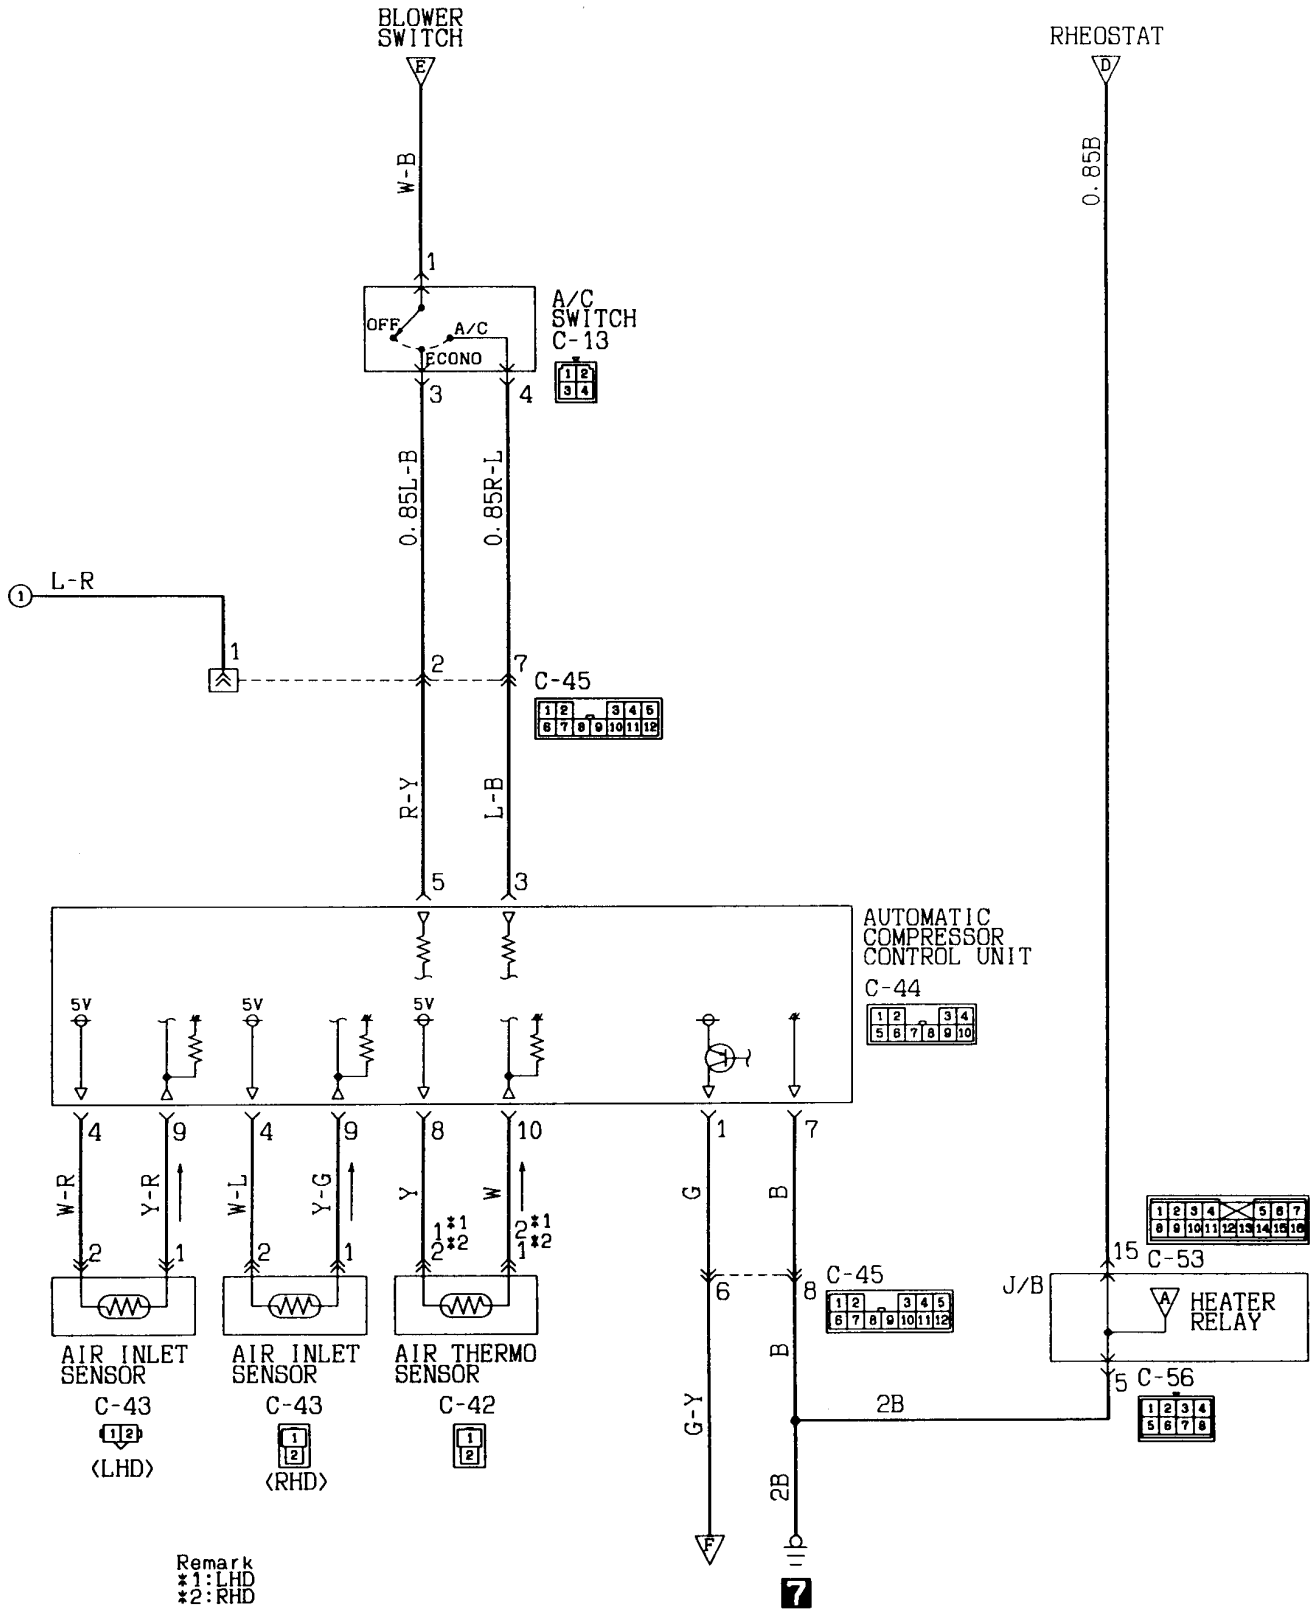 BLOWER
SWITCH
E
RHEOSTAT
D
W-B
0.85B
1
OFF
A/C
ECONO
A/C
SWITCH
C-13
1 2
3 4
3
4
0.85L-B
0.85R-L
1
L-R
1
2
7
C-45
1 2 3 4 5
6 7 8 9 10 11 12
R-Y
L-B
5
3
AUTOMATIC
COMPRESSOR
CONTROL UNIT
C-44
1 2 3 4
5 6 7 8 9 10
5V
5V
5V
4
9
4
9
8
10
1
7
W-R
Y-R
W-L
Y-G
Y
W
G
B
1*1
2*2
2*1
1*2
2
1
2
1
6
8
C-45
1 2 3 4 5
6 7 8 9 10 11 12
1 2 3 4 5 6 7
8 9 10 11 12 13 14 15 16
15
C-53
J/B
A
HEATER
RELAY
5
C-56
1 2 3 4
5 6 7 8
AIR INLET
SENSOR
C-43
1 2
<LHD>
AIR INLET
SENSOR
C-43
1
2
<RHD>
AIR THERMO
SENSOR
C-42
1
2
G-Y
B
2B
2B
F
7
Remark
*1:LHD
*2:RHD